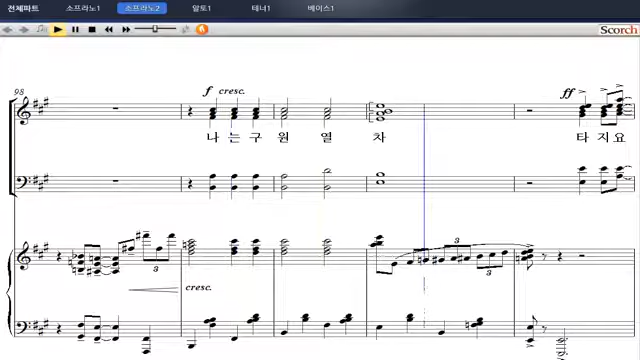 전체파트 소프라노1 소프라노2 알토1 테너1 베이스1
Scorch
98
f cresc. ff
나 는 구 원 열 차 타 지 요
3 3 3
cresc.